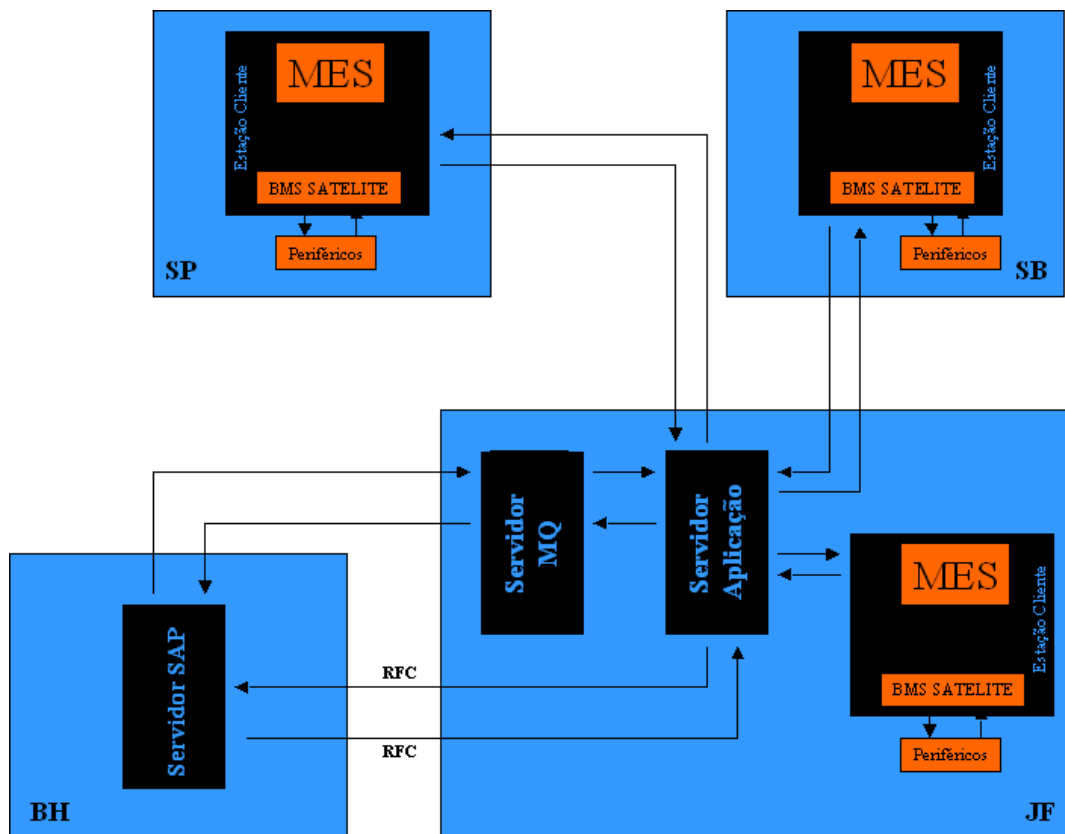 MES
Estação Cliente
BMS SATELITE
Periféricos
SP
MES
Estação Cliente
BMS SATELITE
Periféricos
SB
Servidor
MQ
Servidor
Aplicação
MES
Estação Cliente
BMS SATELITE
Periféricos
JF
Servidor SAP
RFC
RFC
BH